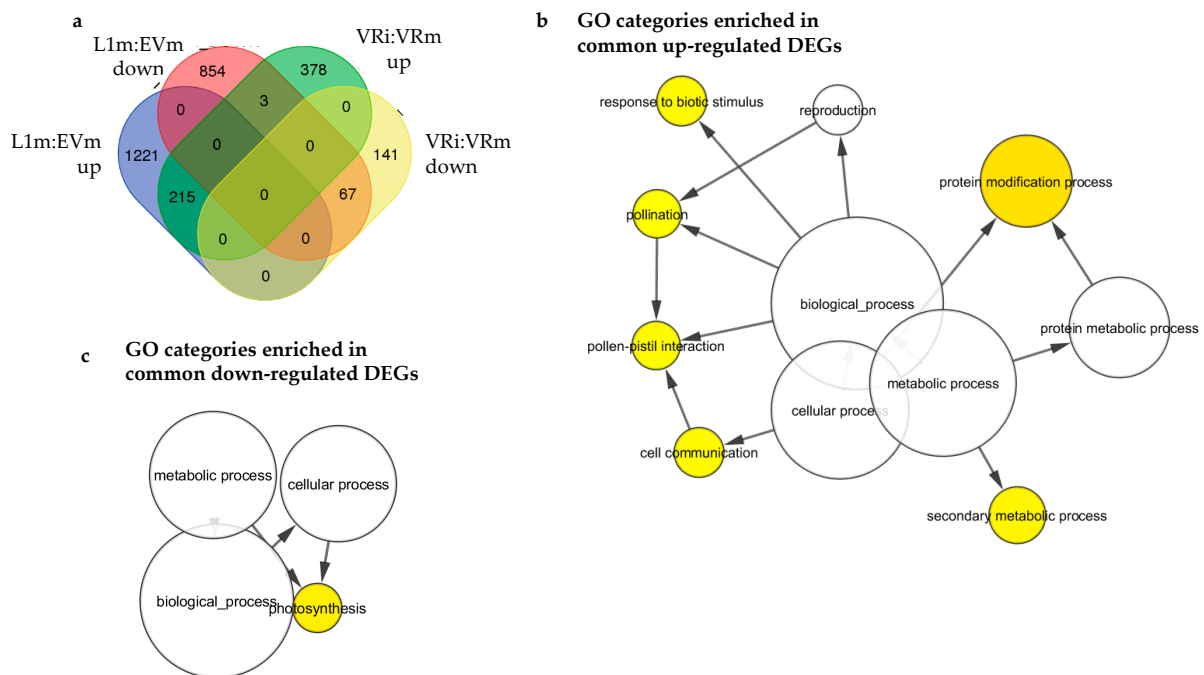 a
L1m:EVm
down
VRi:VRm
up
L1m:EVm
up
VRi:VRm
down
854
378
0
3
0
1221
0
0
141
215
0
67
0
0
0
b
GO categories enriched in
common up-regulated DEGs
response to biotic stimulus
reproduction
protein modification process
pollination
biological_process
protein metabolic process
pollen-pistil interaction
metabolic process
cellular process
cell communication
secondary metabolic process
c
GO categories enriched in
common down-regulated DEGs
metabolic process
cellular process
biological_process
photosynthesis